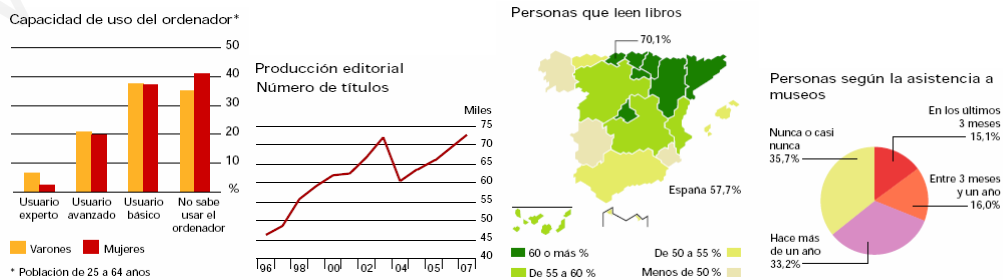 Capacidad de uso del ordenador*
50
40
30
20
10
%
Usuario experto
Usuario avanzado
Usuario básico
No sabe usar el ordenador
Varones
Mujeres
* Población de 25 a 64 años
Producción editorial
Número de títulos
Miles
75
70
65
60
55
50
45
40
96 98 00 02 04 05 07
Personas que leen libros
70,1%
España 57,7%
60 o más %
De 55 a 60 %
De 50 a 55 %
Menos de 50 %
Personas según la asistencia a
museos
En los últimos
3 meses
15,1%
Nunca o casi
nunca
35,7%
Entre 3 meses
y un año
16,0%
Hace más
de un año
33,2%